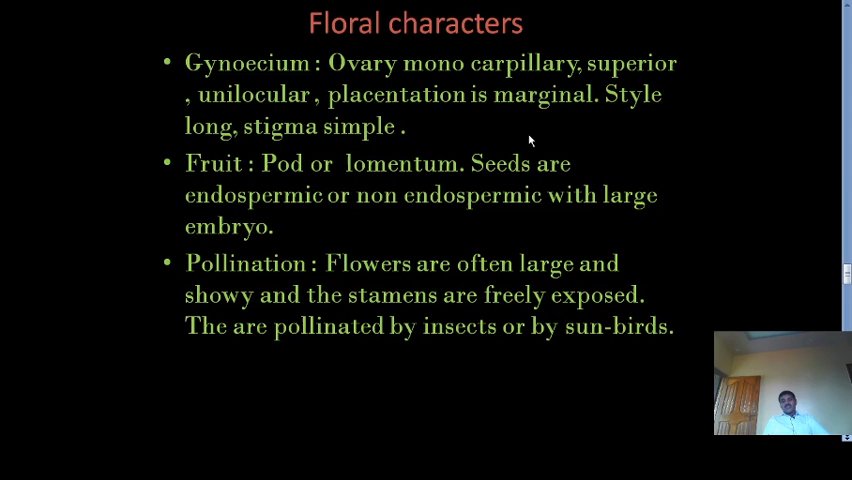 Floral characters
• Gynoecium : Ovary mono carpillary, superior
, unilocular , placentation is marginal. Style
long, stigma simple .
• Fruit : Pod or lomentum. Seeds are
endospermic or non endospermic with large
embryo.
• Pollination : Flowers are often large and
showy and the stamens are freely exposed.
The are pollinated by insects or by sun-birds.